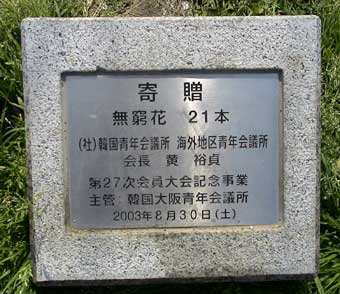 寄贈
無窮花 21本
(社)韓国青年会議所 海外地区青年会議所
会長 黄 裕貞
第27次会員大会記念事業
主管:韓国大阪青年会議所
2003年8月30日(土)